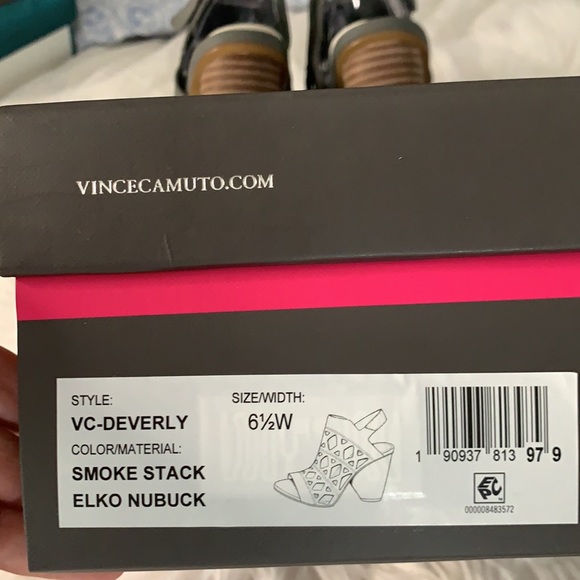 VINCECAMUTO.COM
STYLE: SIZE/WIDTH:
VC-DEVERLY 6½W
COLOR/MATERIAL:
SMOKE STACK
ELKO NUBUCK
1 90937 813 97 9
EPC
000008483572